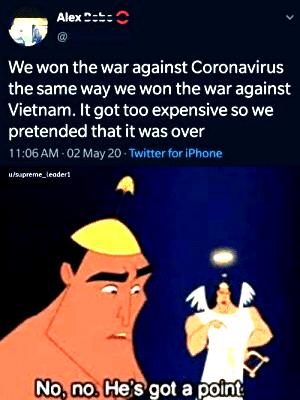 Alex
@
We won the war against Coronavirus
the same way we won the war against
Vietnam. It got too expensive so we
pretended that it was over
11:06 AM · 02 May 20 · Twitter for iPhone
u/supreme_leader1
No, no. He's got a point.